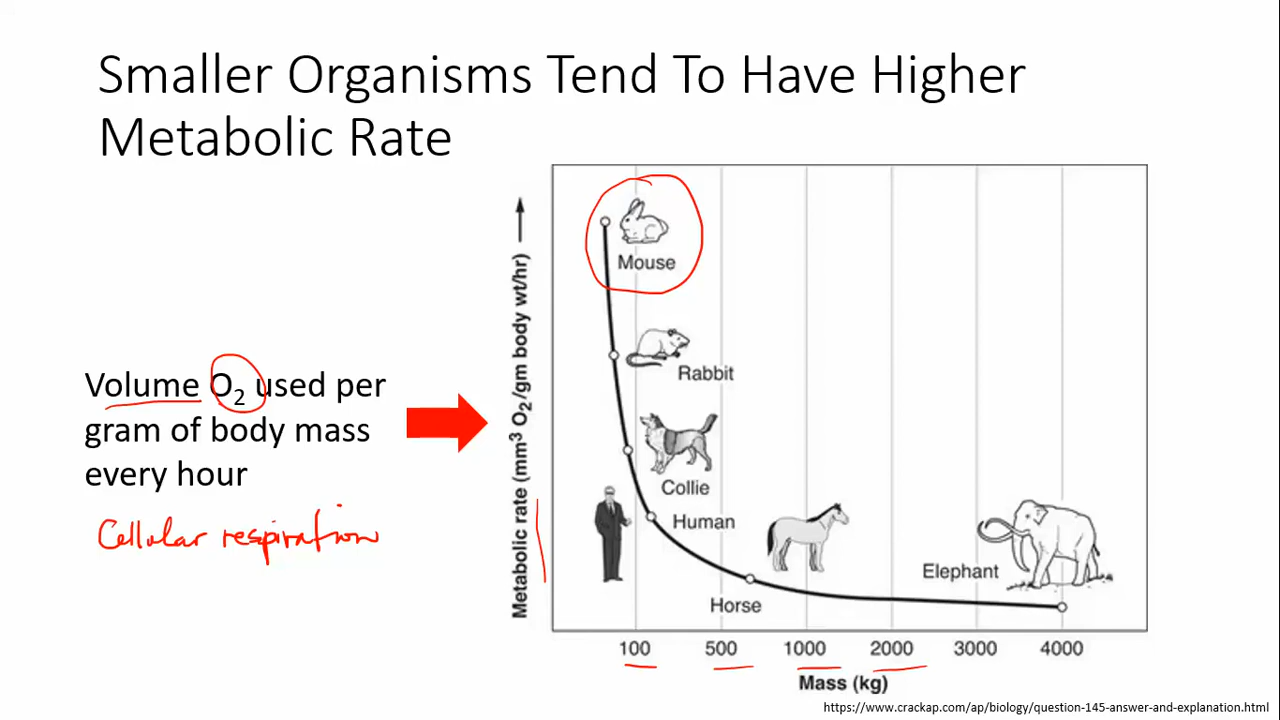 Smaller Organisms Tend To Have Higher
Metabolic Rate
Volume O₂ used per
gram of body mass
every hour
Cellular respiration
Metabolic rate (mm³ O₂/gm body wt/hr)
Mouse
Rabbit
Collie
Human
Horse
Elephant
100 500 1000 2000 3000 4000
Mass (kg)
https://www.crackap.com/ap/biology/question-145-answer-and-explanation.html